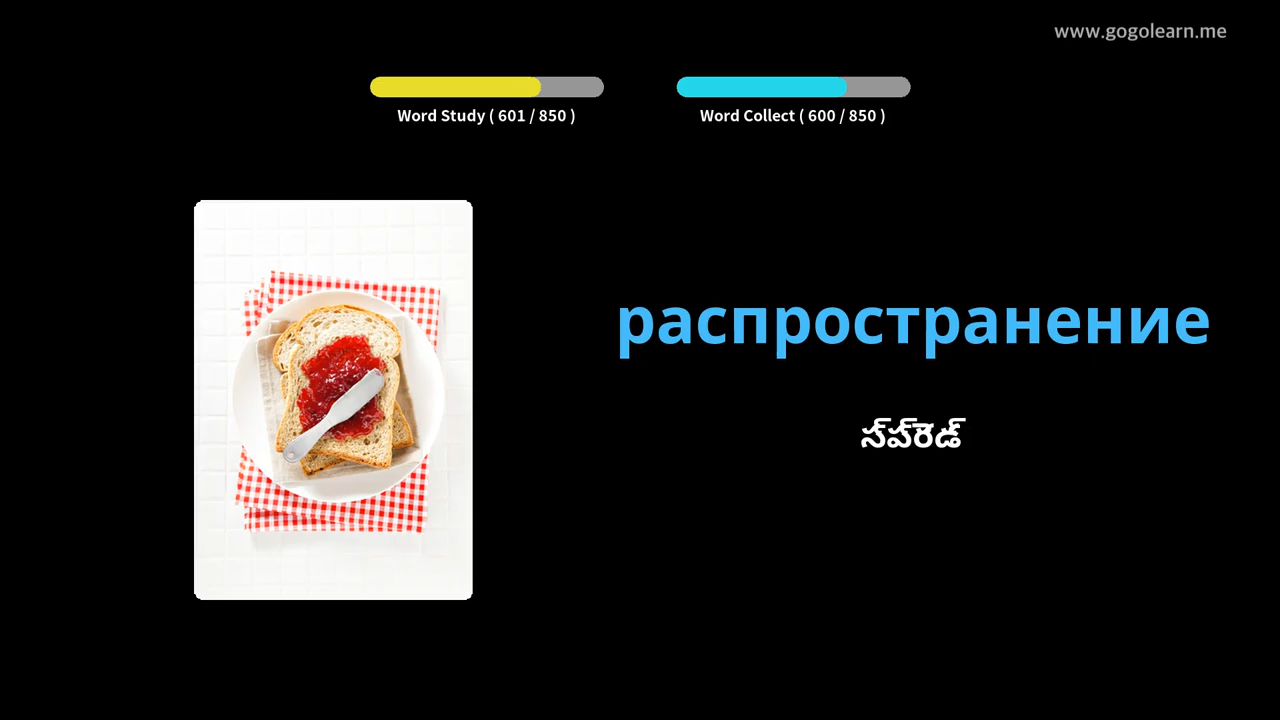 www.gogolearn.me
Word Study ( 601 / 850 )
Word Collect ( 600 / 850 )
распространение
స్ప్రెడ్